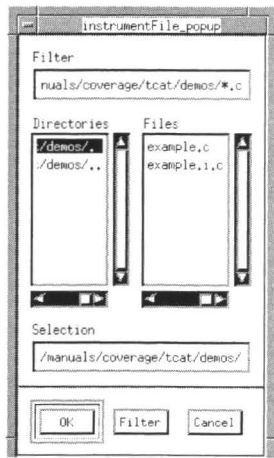 instrumentFile_popup
Filter
nuals/coverage/tcat/demos/*.c
Directories Files
:/demos/. example.c
:/demos/.. example.i.c
Selection
/manuals/coverage/tcat/demos/
OK Filter Cancel